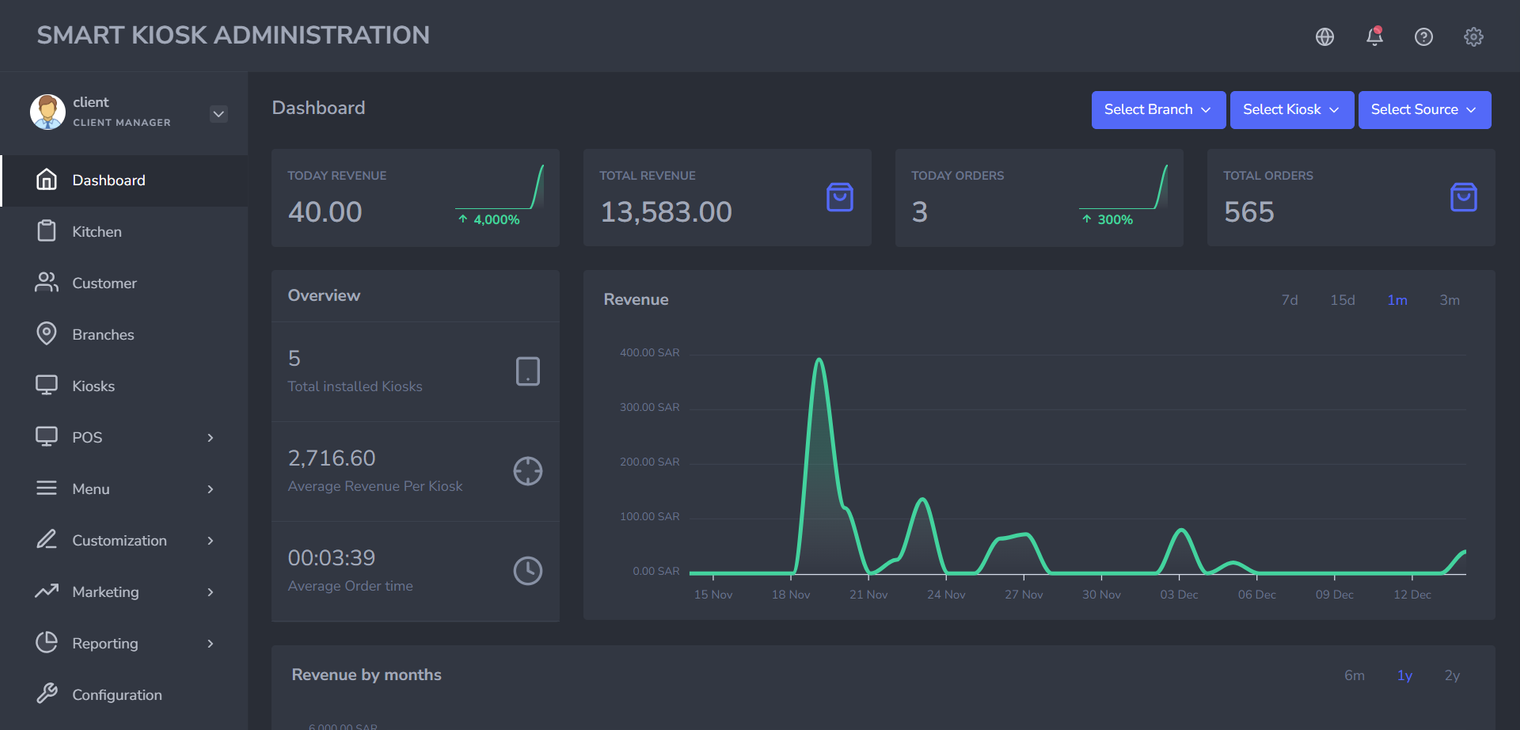 SMART KIOSK ADMINISTRATION
client
CLIENT MANAGER
Dashboard
Kitchen
Customer
Branches
Kiosks
POS
Menu
Customization
Marketing
Reporting
Configuration
Dashboard
Select Branch
Select Kiosk
Select Source
TODAY REVENUE
40.00
4,000%
TOTAL REVENUE
13,583.00
TODAY ORDERS
3
300%
TOTAL ORDERS
565
Overview
5
Total installed Kiosks
2,716.60
Average Revenue Per Kiosk
00:03:39
Average Order time
Revenue
7d 15d 1m 3m
400.00 SAR
300.00 SAR
200.00 SAR
100.00 SAR
0.00 SAR
15 Nov 18 Nov 21 Nov 24 Nov 27 Nov 30 Nov 03 Dec 06 Dec 09 Dec 12 Dec
Revenue by months
6m 1y 2y
6,000.00 SAR